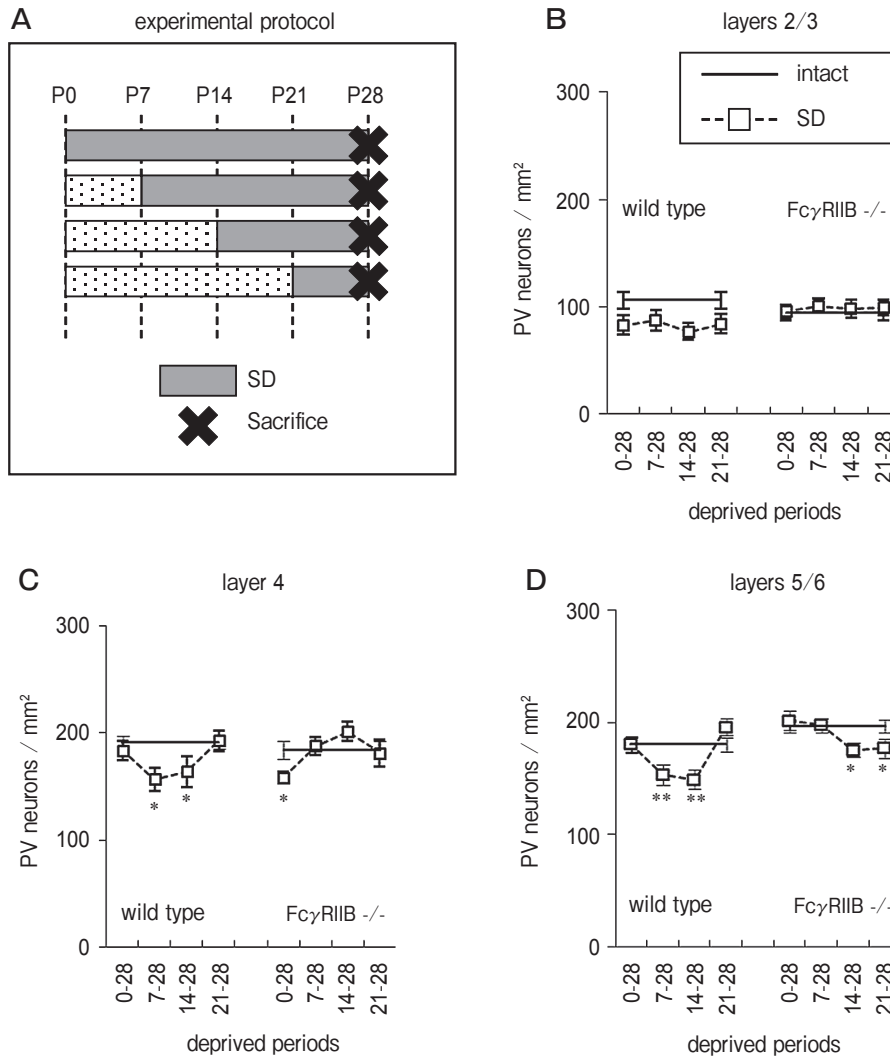 A
experimental protocol
P0 P7 P14 P21 P28
SD
Sacrifice
B
layers 2/3
intact
SD
PV neurons / mm²
300
200
100
0
wild type
FcγRIIB -/-
0-28 7-28 14-28 21-28 0-28 7-28 14-28 21-28
deprived periods
C
layer 4
PV neurons / mm²
300
200
100
0
* * *
wild type
FcγRIIB -/-
0-28 7-28 14-28 21-28 0-28 7-28 14-28 21-28
deprived periods
D
layers 5/6
PV neurons / mm²
300
200
100
0
** ** * *
wild type
FcγRIIB -/-
0-28 7-28 14-28 21-28 0-28 7-28 14-28 21-28
deprived periods